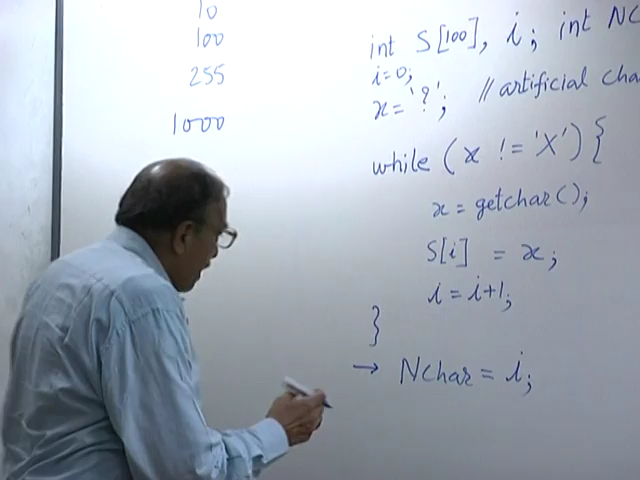 10
100
255
1000
int S[100], i; int NC
i=0;
x='?'; // artificial cha
while (x != 'X') {
x = getchar();
S[i] = x;
i = i+1;
}
→ NChar = i;